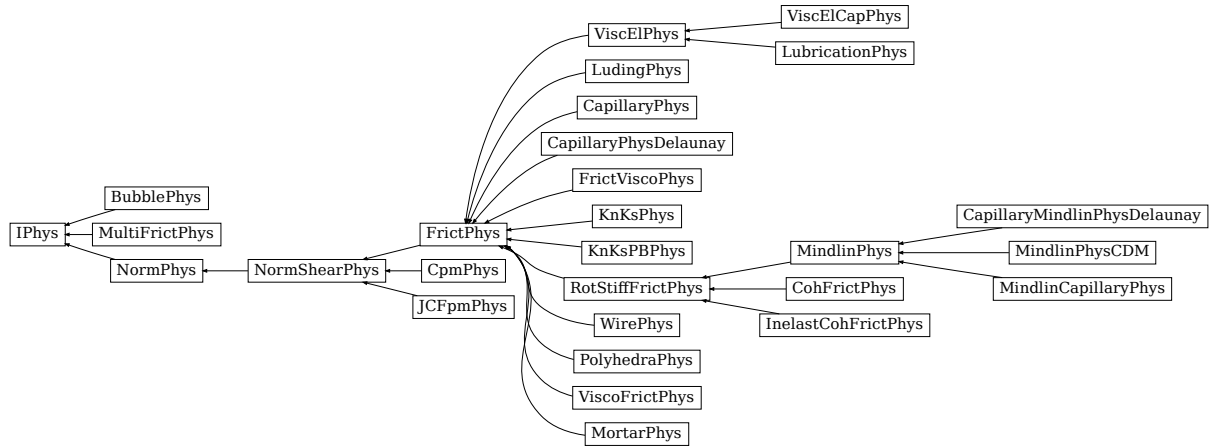 ViscElCapPhys
ViscElPhys
LubricationPhys
LudingPhys
CapillaryPhys
CapillaryPhysDelaunay
FrictViscoPhys
BubblePhys
KnKsPhys
CapillaryMindlinPhysDelaunay
IPhys
MultiFrictPhys
FrictPhys
KnKsPBPhys
MindlinPhys
MindlinPhysCDM
NormPhys
NormShearPhys
CpmPhys
RotStiffFrictPhys
CohFrictPhys
MindlinCapillaryPhys
JCFpmPhys
WirePhys
InelastCohFrictPhys
PolyhedraPhys
ViscoFrictPhys
MortarPhys